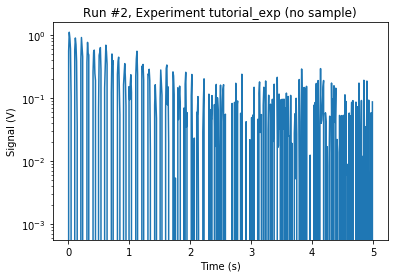 Run #2, Experiment tutorial_exp (no sample)
Signal (V)
10⁰
10⁻¹
10⁻²
10⁻³
0 1 2 3 4 5
Time (s)